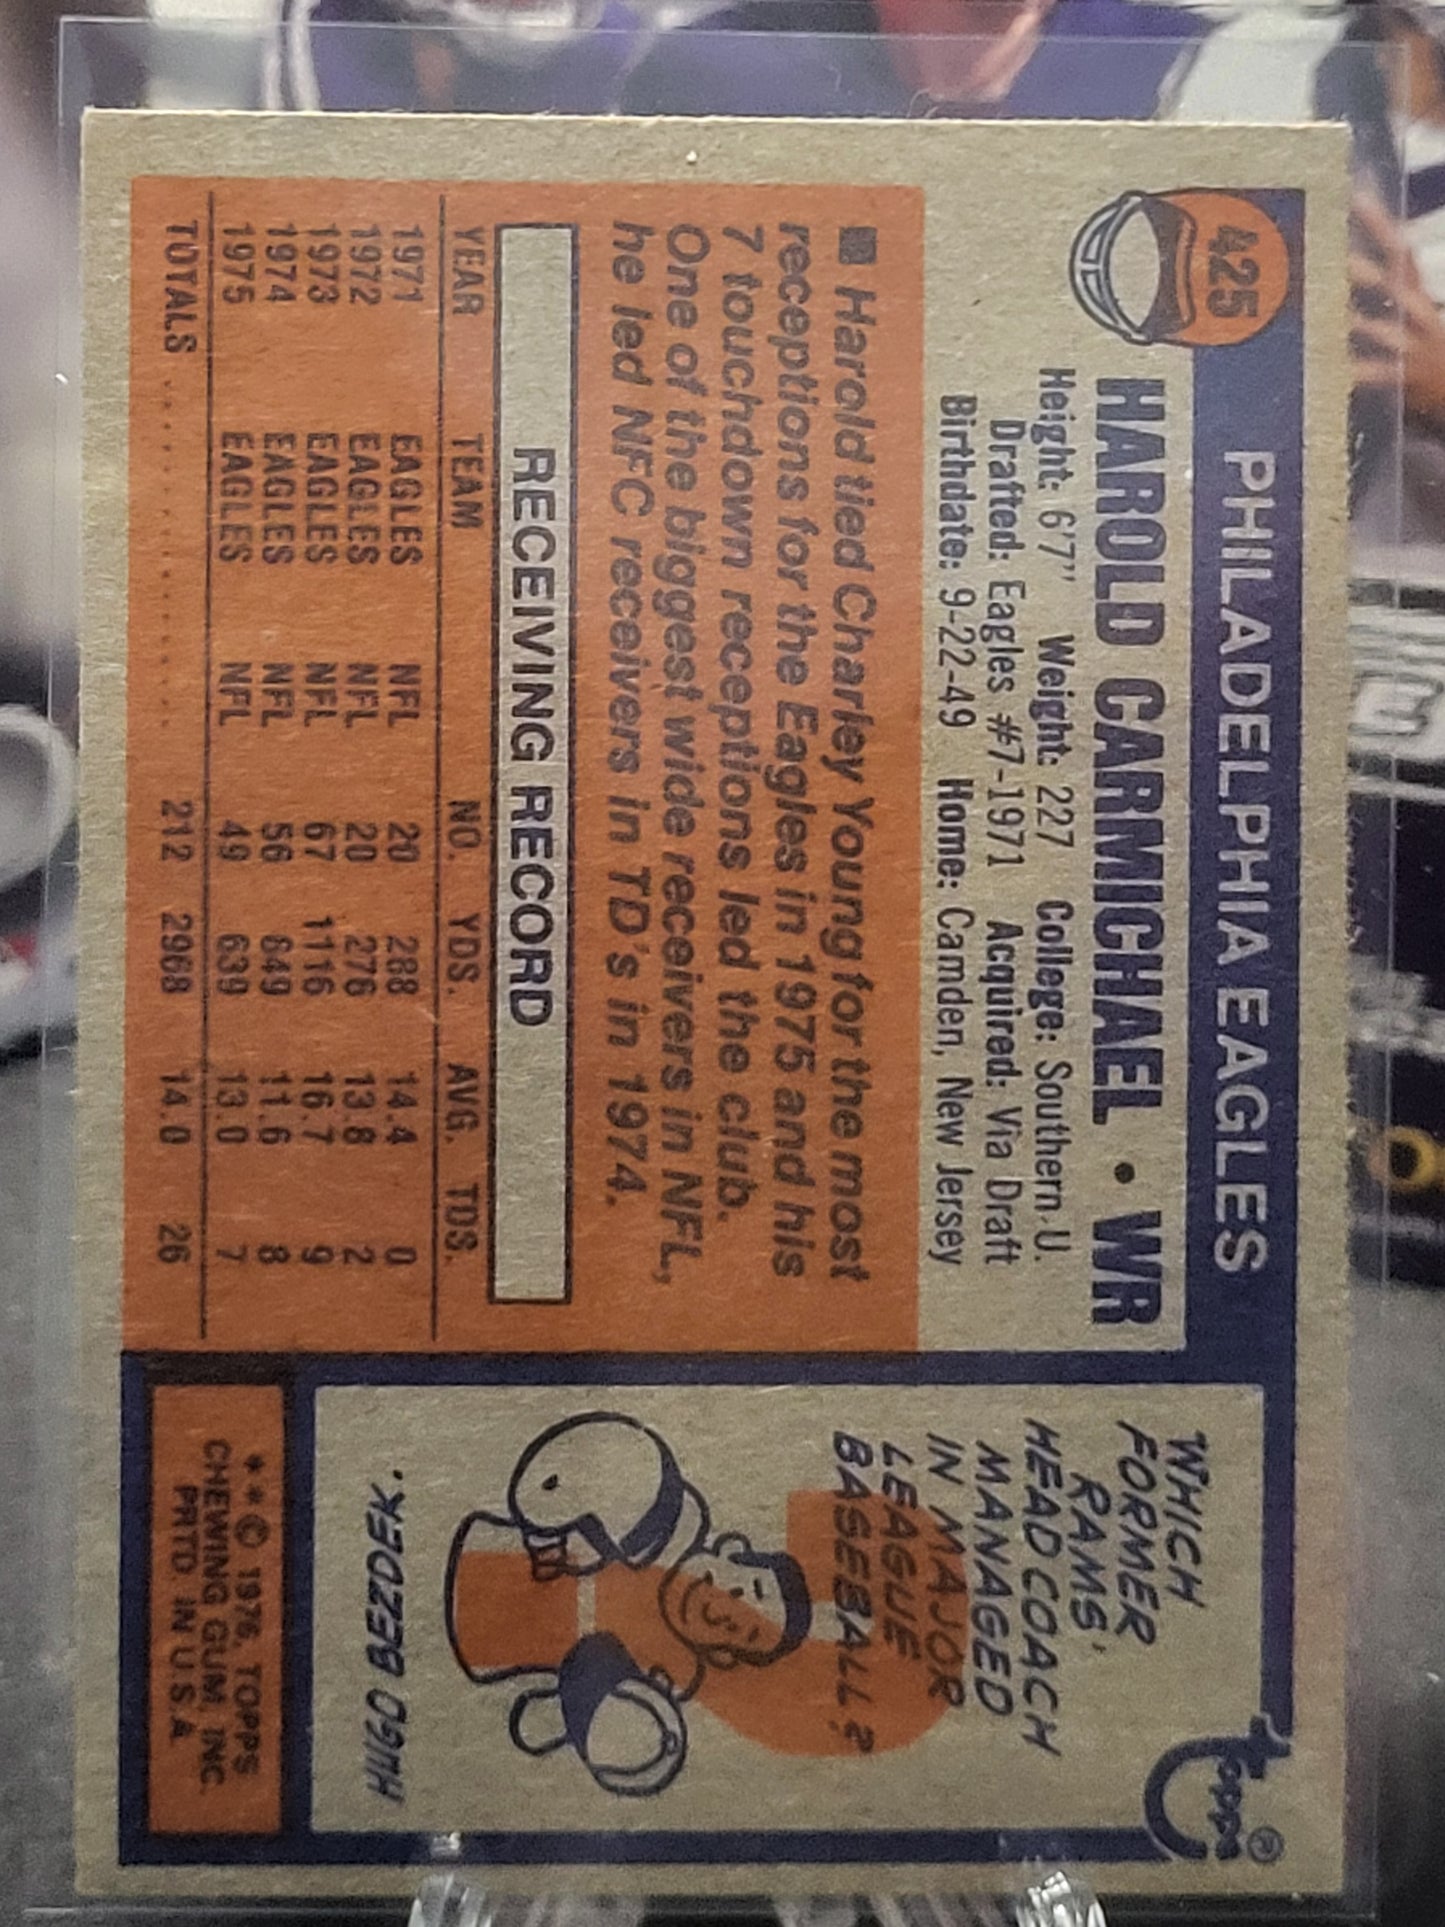 425
PHILADELPHIA EAGLES
HAROLD CARMICHAEL • WR
Height: 6'7" Weight: 227 College: Southern U.
Drafted: Eagles #7-1971 Acquired: Via Draft
Birthdate: 9-22-49 Home: Camden, New Jersey
■ Harold tied Charley Young for the most
receptions for the Eagles in 1975 and his
7 touchdown receptions led the club.
One of the biggest wide receivers in NFL,
he led NFC receivers in TD's in 1974.
RECEIVING RECORD
YEAR TEAM NO. YDS. AVG. TDS.
1971 EAGLES NFL 20 288 14.4 0
1972 EAGLES NFL 20 276 13.8 2
1973 EAGLES NFL 67 1116 16.7 9
1974 EAGLES NFL 56 849 11.6 8
1975 EAGLES NFL 49 639 13.0 7
TOTALS .................... 212 2968 14.0 26
topps®
WHICH
FORMER
RAMS'
HEAD COACH
MANAGED
IN MAJOR
LEAGUE
BASEBALL?
HUGO BEZDEK.
**© 1976, TOPPS
CHEWING GUM, INC.
PRTD IN U.S.A.